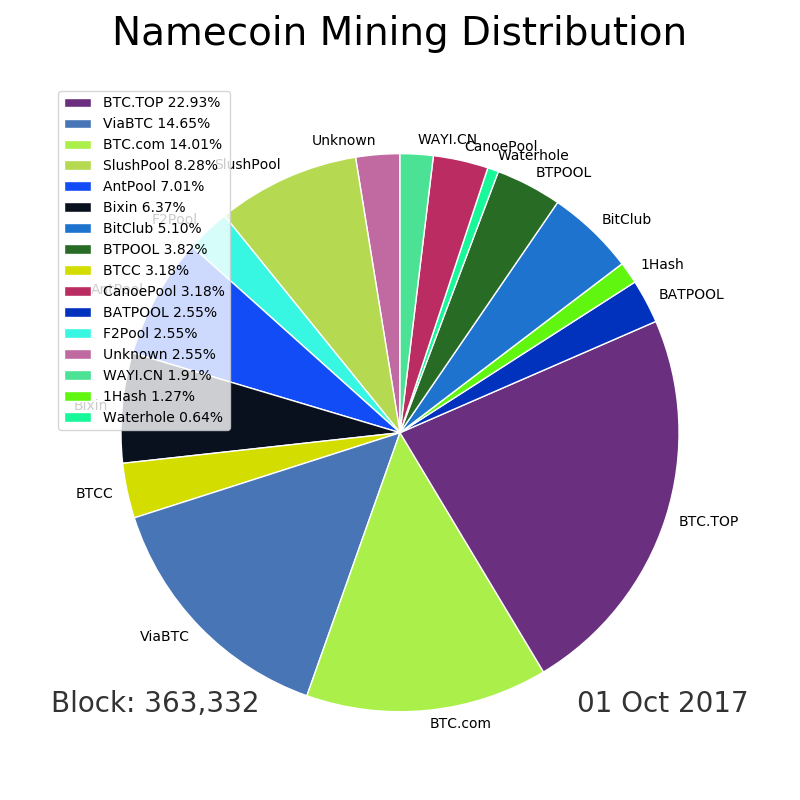 Namecoin Mining Distribution
BTC.TOP 22.93%
ViaBTC 14.65%
BTC.com 14.01%
SlushPool 8.28%
AntPool 7.01%
Bixin 6.37%
BitClub 5.10%
BTPOOL 3.82%
BTCC 3.18%
CanoePool 3.18%
BATPOOL 2.55%
F2Pool 2.55%
Unknown 2.55%
WAYI.CN 1.91%
1Hash 1.27%
Waterhole 0.64%
Unknown
WAYI.CN
CanoePool
Waterhole
BTPOOL
BitClub
1Hash
BATPOOL
BTC.TOP
BTC.com
ViaBTC
BTCC
Bixin
AntPool
F2Pool
SlushPool
Block: 363,332
01 Oct 2017